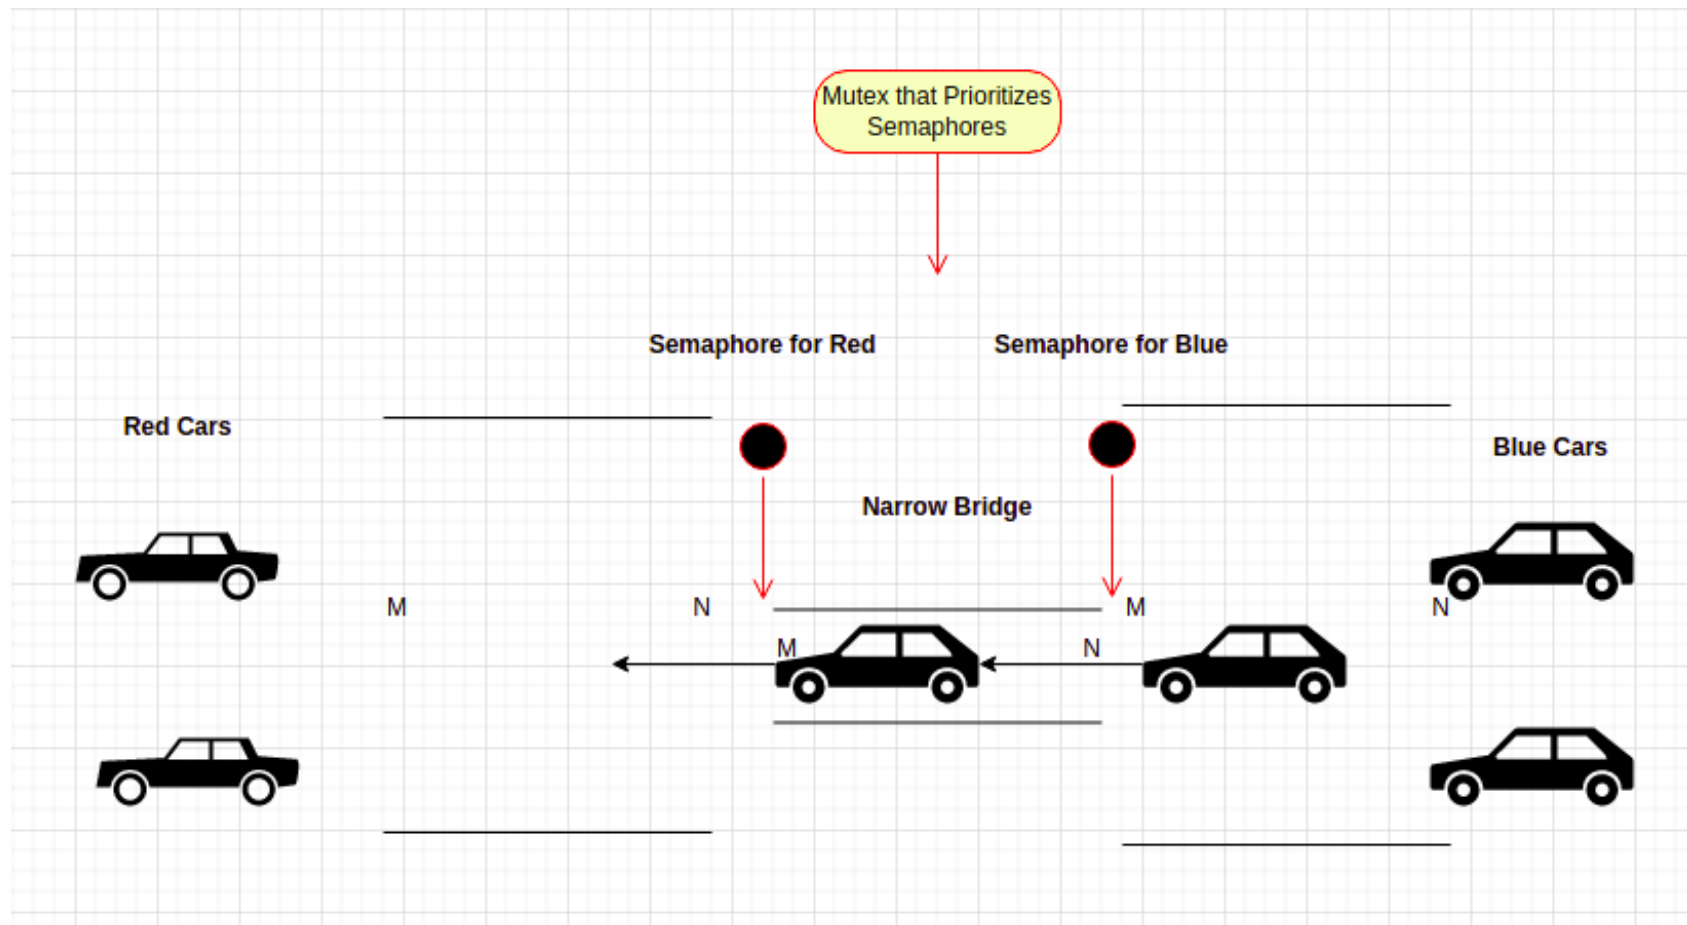 Mutex that Prioritizes
Semaphores
Semaphore for Red
Semaphore for Blue
Red Cars
Blue Cars
Narrow Bridge
M
N
M
N
M
N